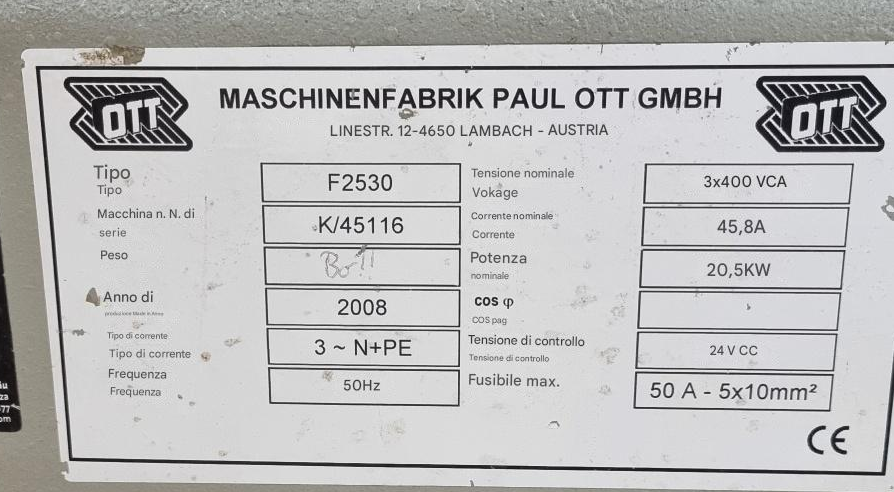 OTT
MASCHINENFABRIK PAUL OTT GMBH
OTT
LINESTR. 12-4650 LAMBACH - AUSTRIA
Tipo
Tipo
F2530
Tensione nominale
Vokage
3x400 VCA
Macchina n. N. di
serie
K/45116
Corrente nominale
Corrente
45,8A
Peso
Bo!!
Potenza
nominale
20,5KW
Anno di
2008
cos φ
COS pag
Tipo di corrente
Tipo di corrente
3 ~ N+PE
Tensione di controllo
Tensione di controllo
24 V CC
Frequenza
Frequenza
50Hz
Fusibile max.
50 A - 5x10mm²
CE